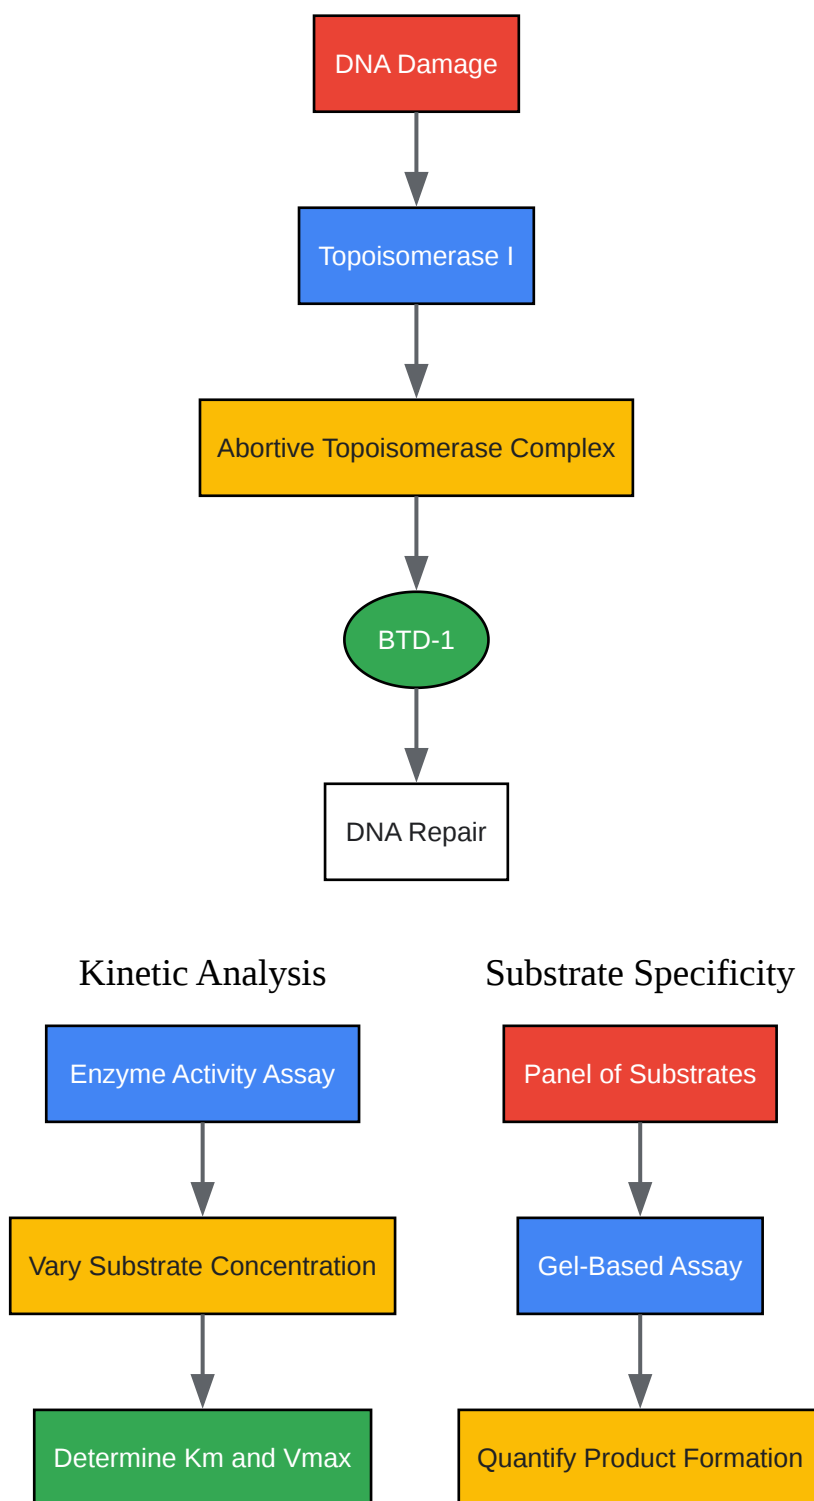 DNA Damage
Topoisomerase I
Abortive Topoisomerase Complex
BTD-1
DNA Repair
Kinetic Analysis
Enzyme Activity Assay
Vary Substrate Concentration
Determine Km and Vmax
Substrate Specificity
Panel of Substrates
Gel-Based Assay
Quantify Product Formation